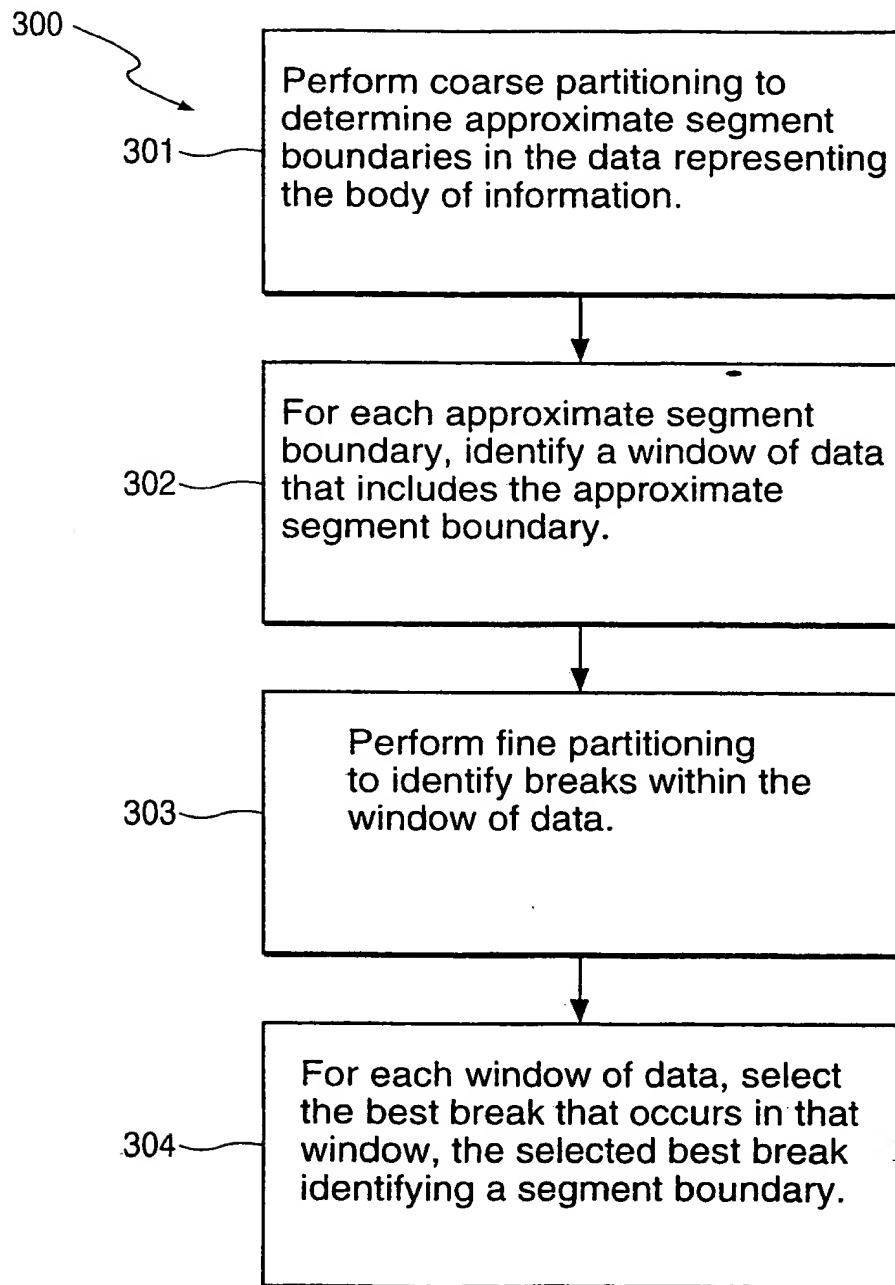 300
301
Perform coarse partitioning to
determine approximate segment
boundaries in the data representing
the body of information.
302
For each approximate segment
boundary, identify a window of data
that includes the approximate
segment boundary.
303
Perform fine partitioning
to identify breaks within the
window of data.
304
For each window of data, select
the best break that occurs in that
window, the selected best break
identifying a segment boundary.